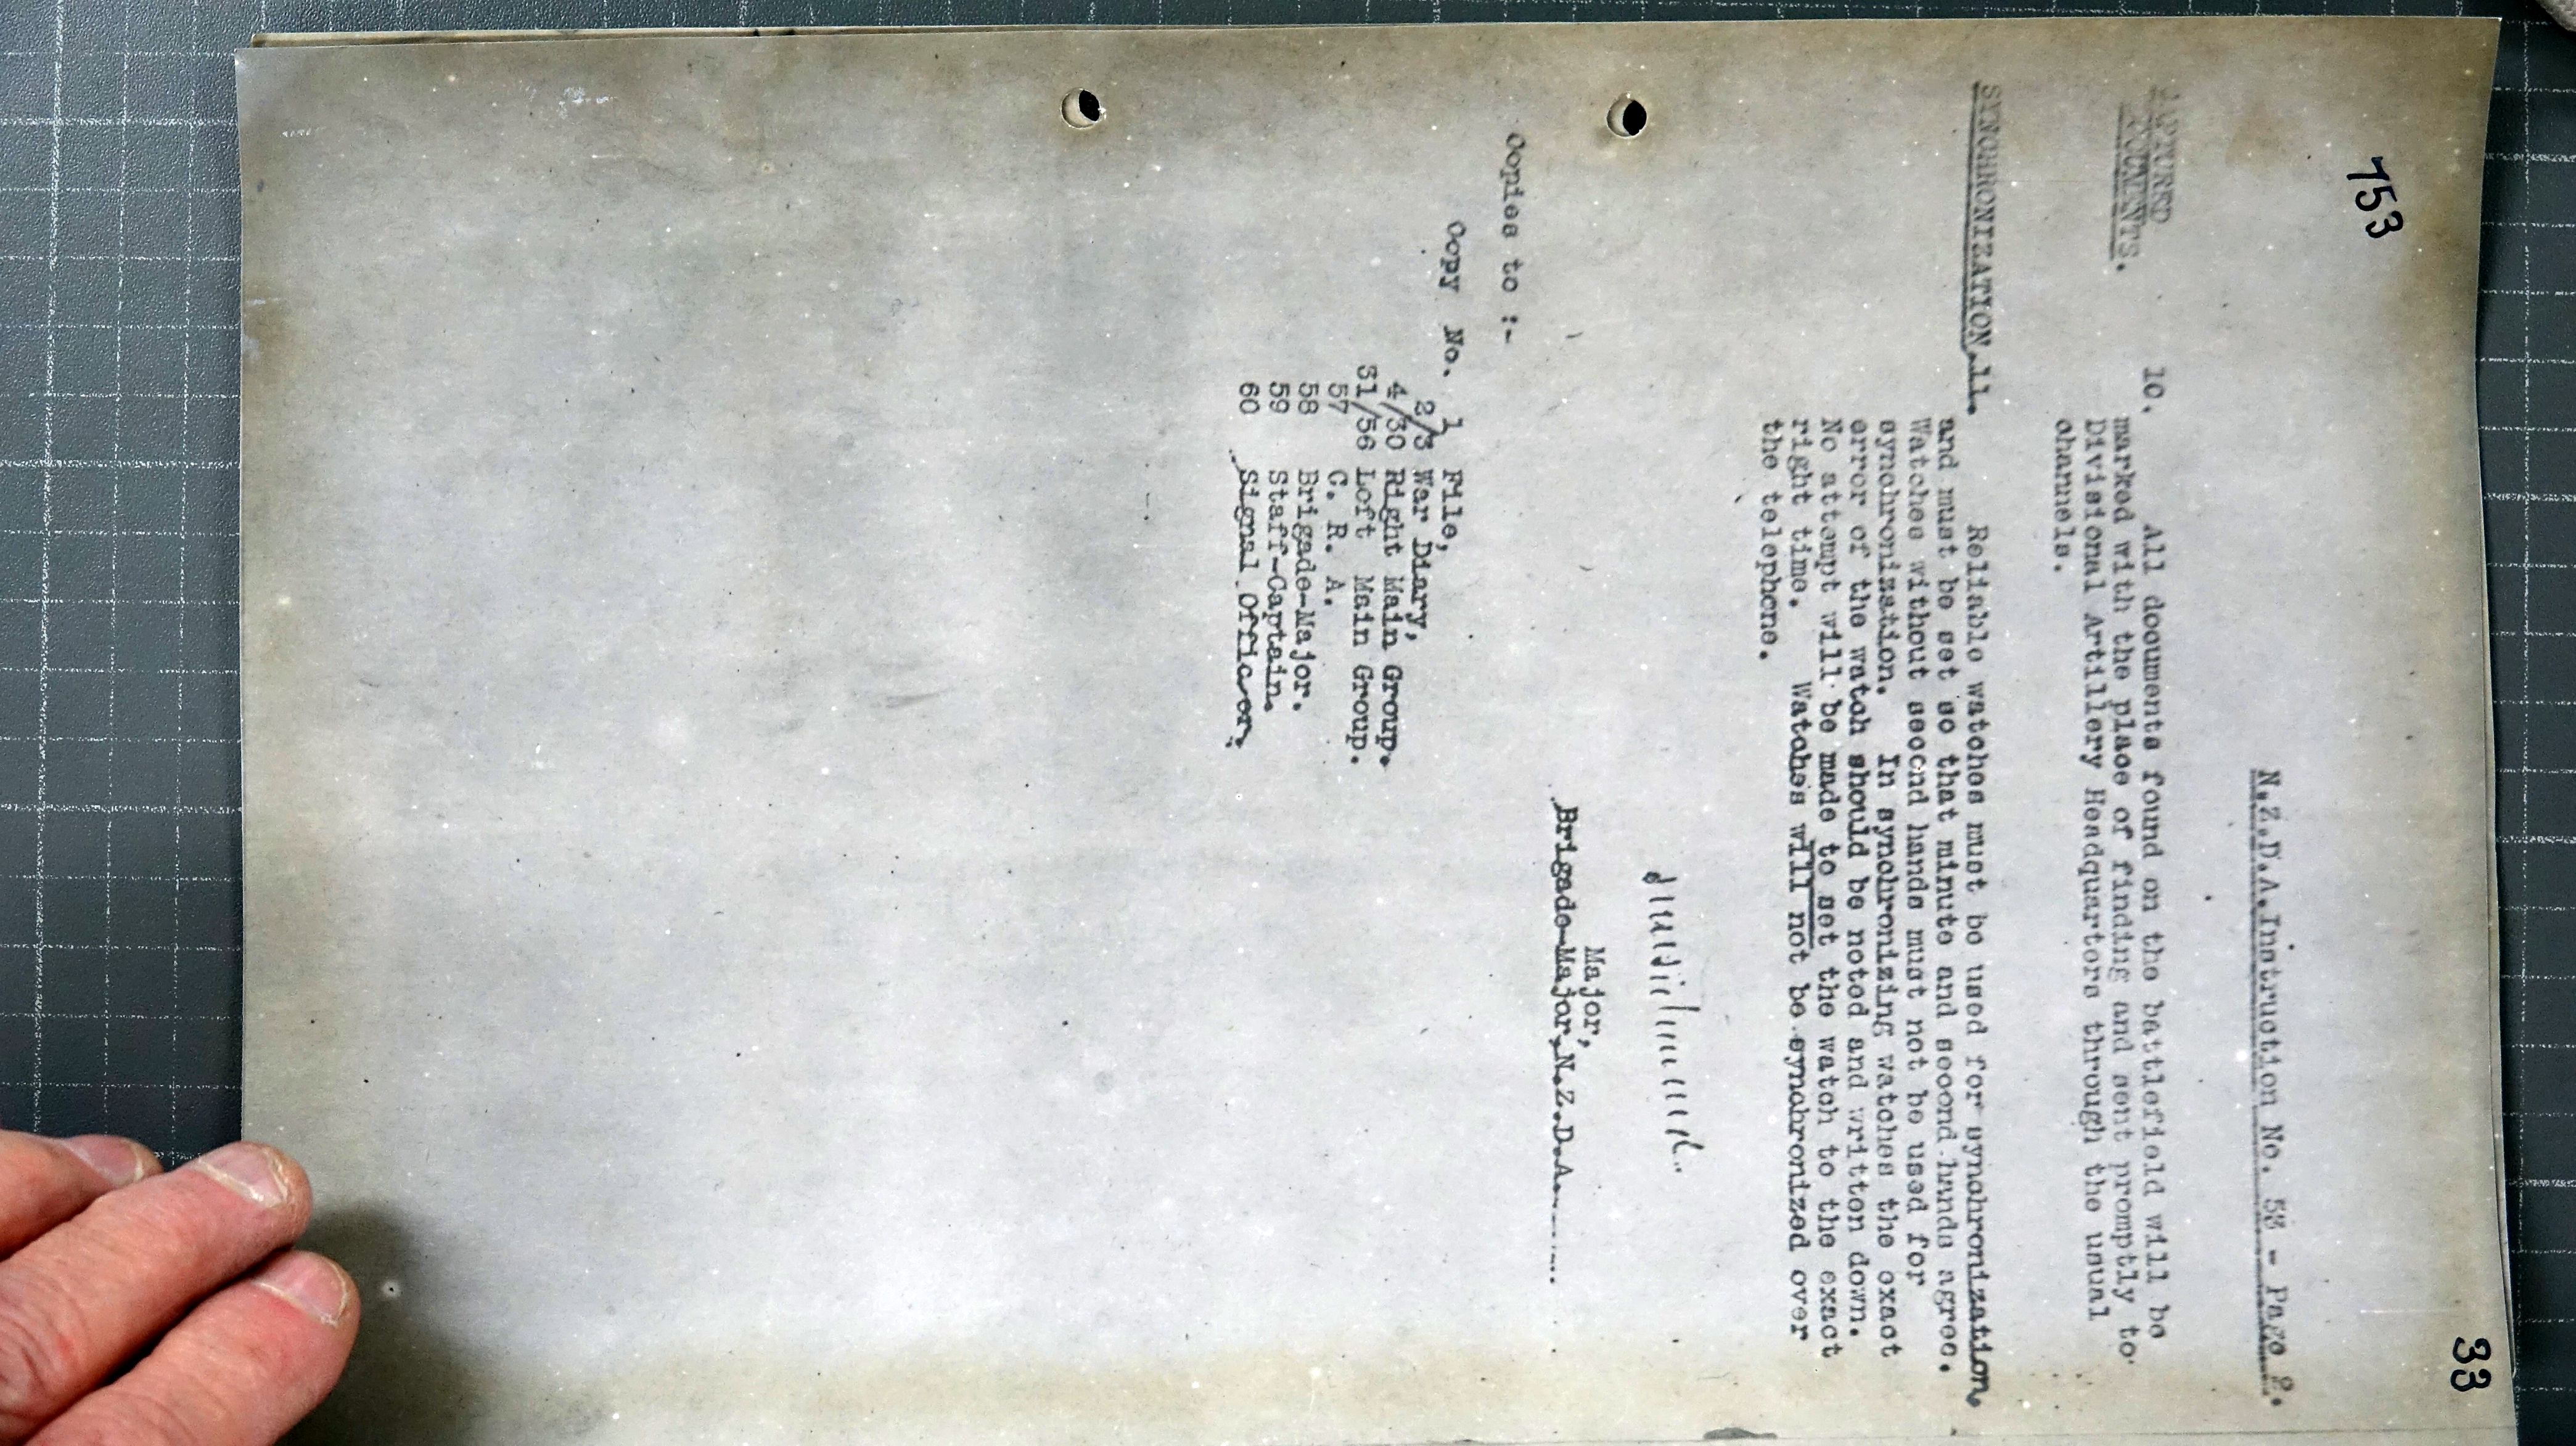 753
33
N.Z.D.A.Instruction No. 53 - Page 2.
CAPTURED
DOCUMENTS.
10. All documents found on the battlefield will be
marked with the place of finding and sent promptly to
Divisional Artillery Headquarters through the usual
channels.
SYNCHRONIZATION.11. Reliable watches must be used for synchronization,
and must be set so that minute and second hands agree.
Watches without second hands must not be used for
synchronization. In synchronizing watches the exact
error of the watch should be noted and written down.
No attempt will be made to set the watch to the exact
right time. Watches will not be synchronized over
the telephone.
Major,
Brigade-Major, N.Z.D.A.
Copies to :-
Copy No. 1 File,
2/3 War Diary,
4/30 Right Main Group.
31/56 Left Main Group.
57 C. R. A.
58 Brigade-Major.
59 Staff-Captain.
60 Signal Officer.